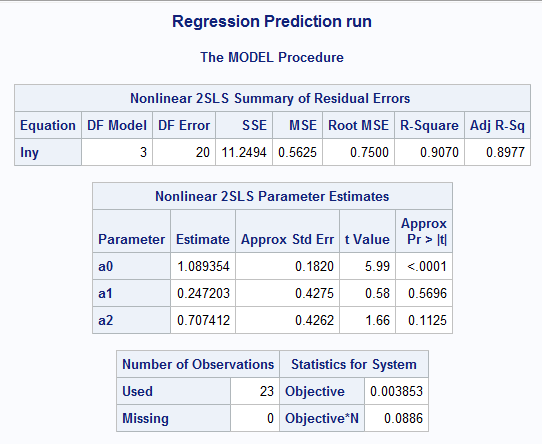 Regression Prediction run
The MODEL Procedure
Nonlinear 2SLS Summary of Residual Errors
Equation DF Model DF Error SSE MSE Root MSE R-Square Adj R-Sq
lny 3 20 11.2494 0.5625 0.7500 0.9070 0.8977
Nonlinear 2SLS Parameter Estimates
Parameter Estimate Approx Std Err t Value Approx Pr > |t|
a0 1.089354 0.1820 5.99 <.0001
a1 0.247203 0.4275 0.58 0.5696
a2 0.707412 0.4262 1.66 0.1125
Number of Observations Statistics for System
Used 23 Objective 0.003853
Missing 0 Objective*N 0.0886